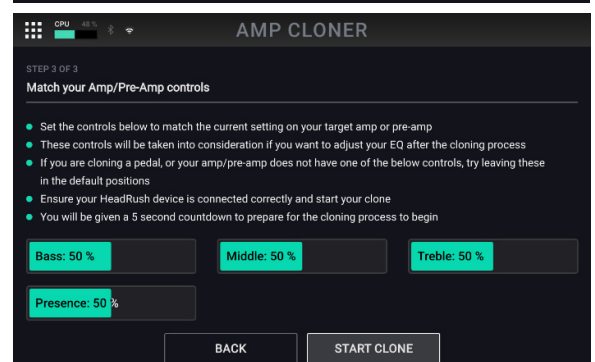 CPU 48 %
AMP CLONER
STEP 3 OF 3
Match your Amp/Pre-Amp controls
Set the controls below to match the current setting on your target amp or pre-amp
These controls will be taken into consideration if you want to adjust your EQ after the cloning process
If you are cloning a pedal, or your amp/pre-amp does not have one of the below controls, try leaving these
in the default positions
Ensure your HeadRush device is connected correctly and start your clone
You will be given a 5 second countdown to prepare for the cloning process to begin
Bass: 50 %
Middle: 50 %
Treble: 50 %
Presence: 50 %
BACK
START CLONE